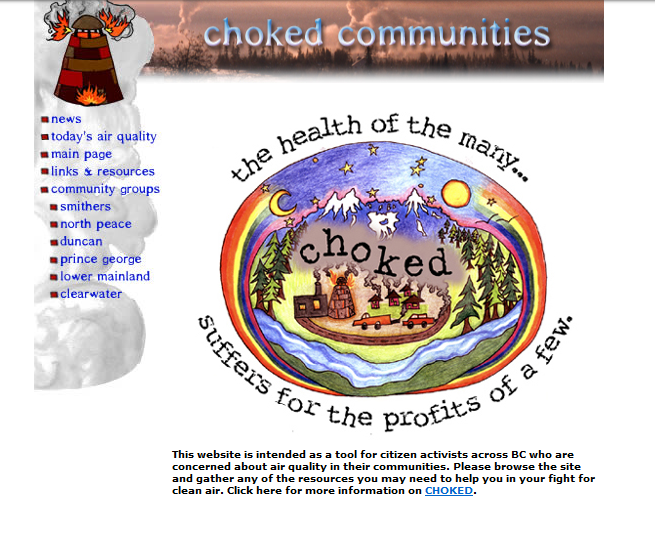 choked communities
news
today's air quality
main page
links & resources
community groups
smithers
north peace
duncan
prince george
lower mainland
clearwater
the health of the many...
choked
suffers for the profits of a few.
This website is intended as a tool for citizen activists across BC who are
concerned about air quality in their communities. Please browse the site
and gather any of the resources you may need to help you in your fight for
clean air. Click here for more information on CHOKED.